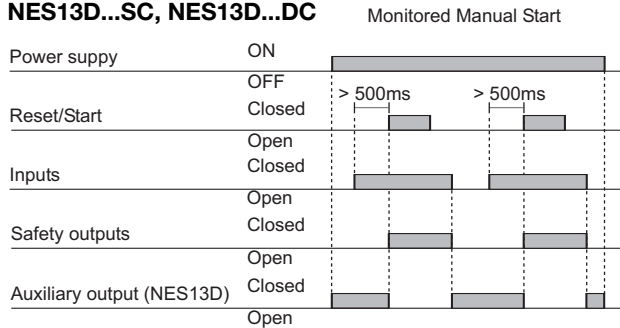 NES13D...SC, NES13D...DC
Monitored Manual Start
Power suppy
ON
OFF
> 500ms
> 500ms
Reset/Start
Closed
Open
Inputs
Closed
Open
Safety outputs
Closed
Open
Auxiliary output (NES13D)
Closed
Open